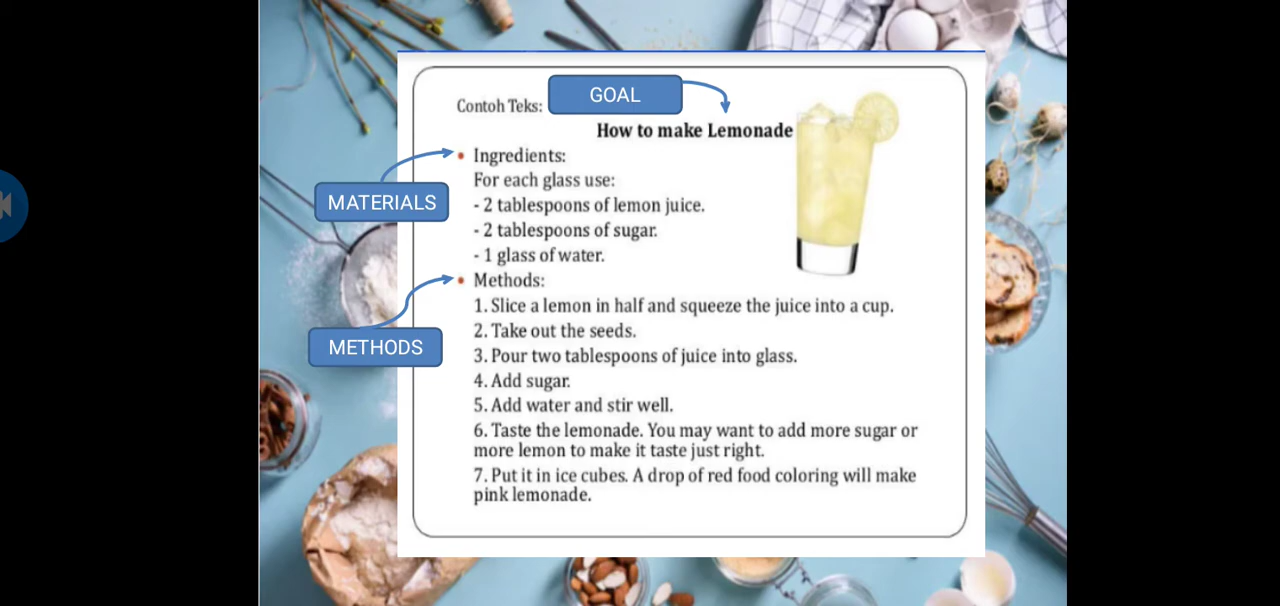 GOAL
Contoh Teks:
How to make Lemonade
• Ingredients:
MATERIALS
For each glass use:
- 2 tablespoons of lemon juice.
- 2 tablespoons of sugar.
- 1 glass of water.
• Methods:
METHODS
1. Slice a lemon in half and squeeze the juice into a cup.
2. Take out the seeds.
3. Pour two tablespoons of juice into glass.
4. Add sugar.
5. Add water and stir well.
6. Taste the lemonade. You may want to add more sugar or
more lemon to make it taste just right.
7. Put it in ice cubes. A drop of red food coloring will make
pink lemonade.